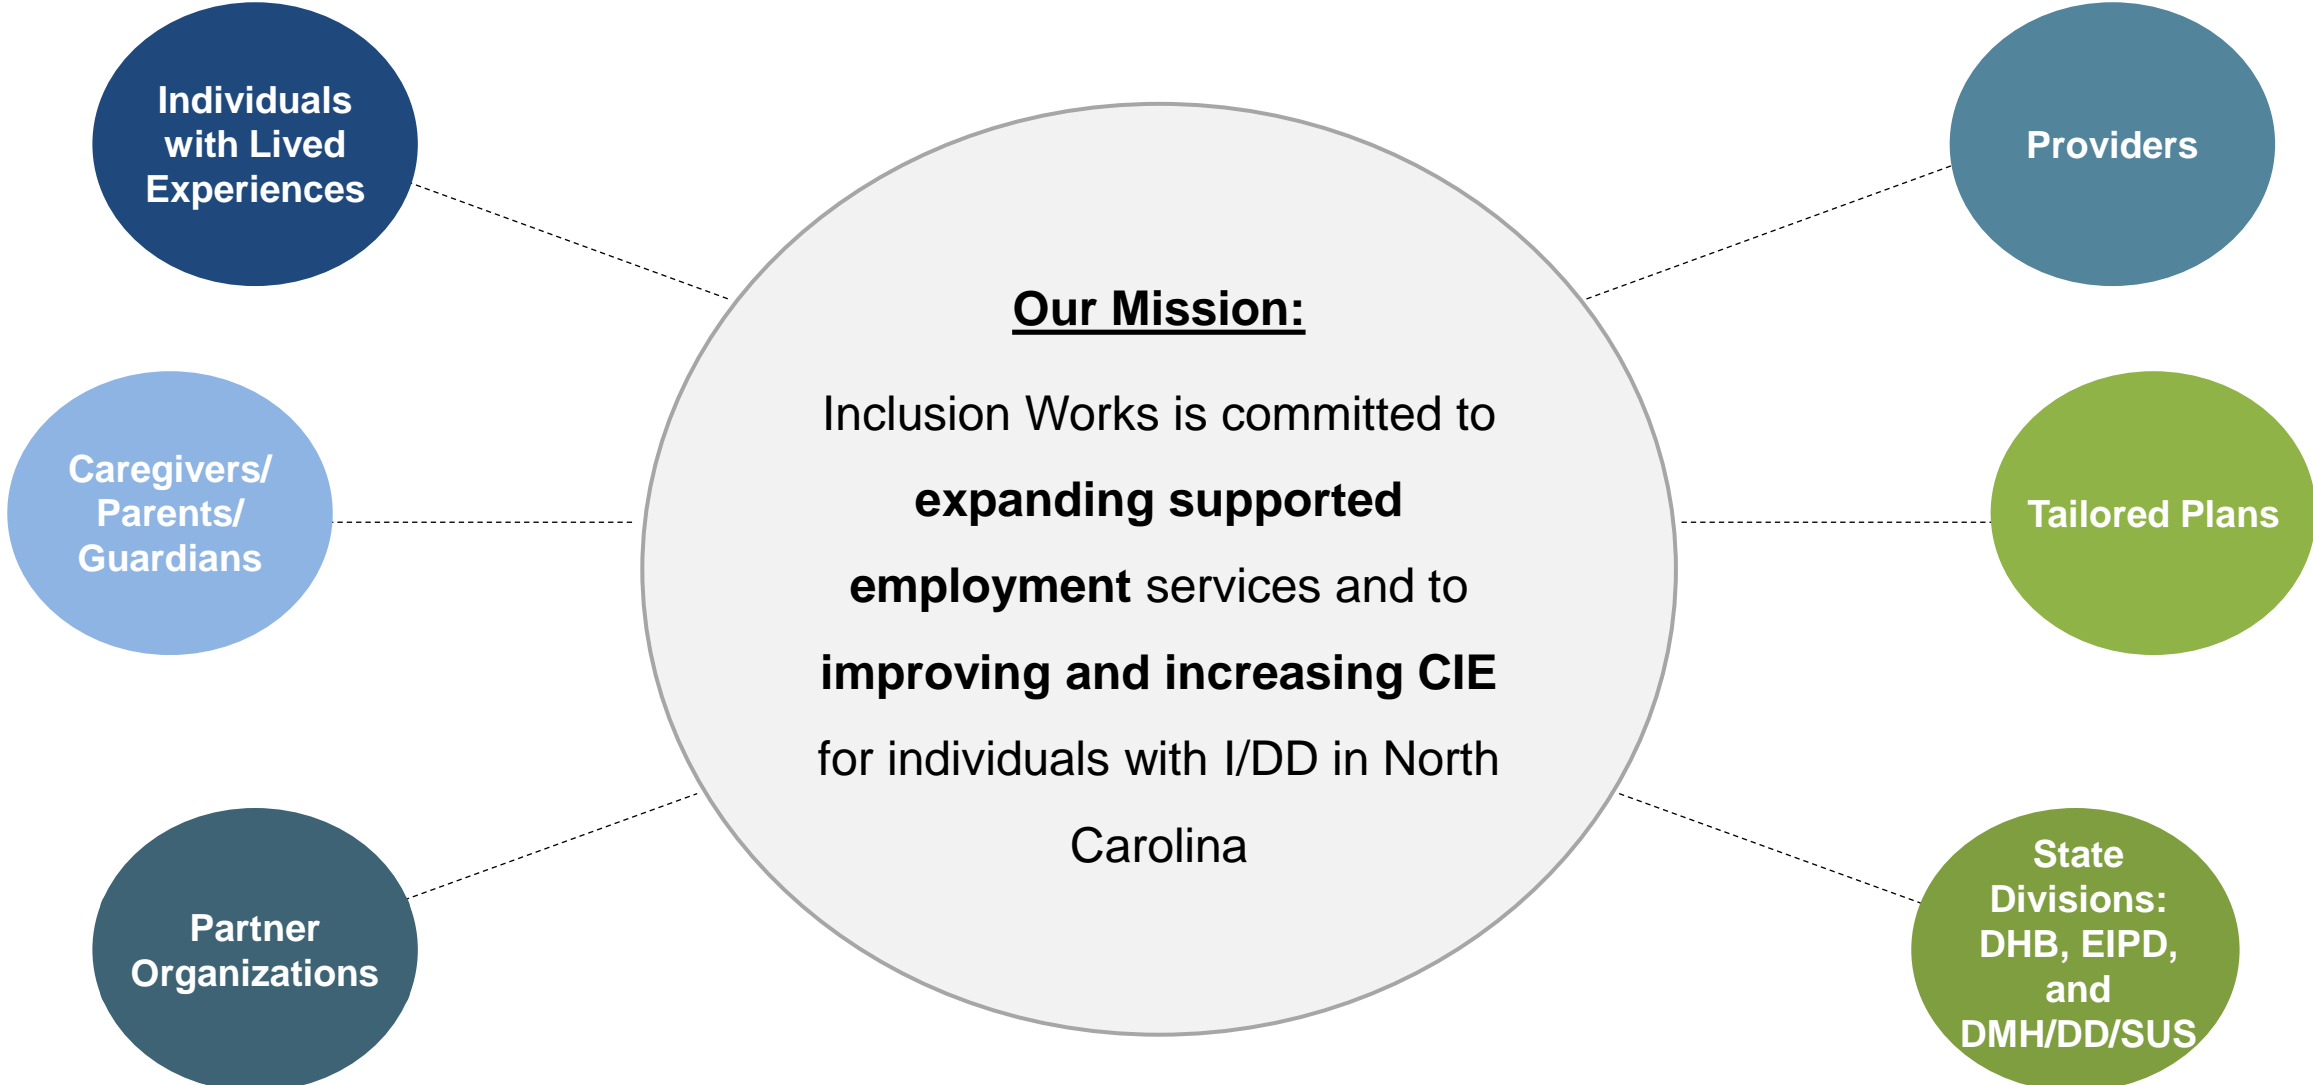 Individuals
with Lived
Experiences
Caregivers/
Parents/
Guardians
Partner
Organizations
Our Mission:
Inclusion Works is committed to
expanding supported
employment services and to
improving and increasing CIE
for individuals with I/DD in North
Carolina
Providers
Tailored Plans
State
Divisions:
DHB, EIPD,
and
DMH/DD/SUS